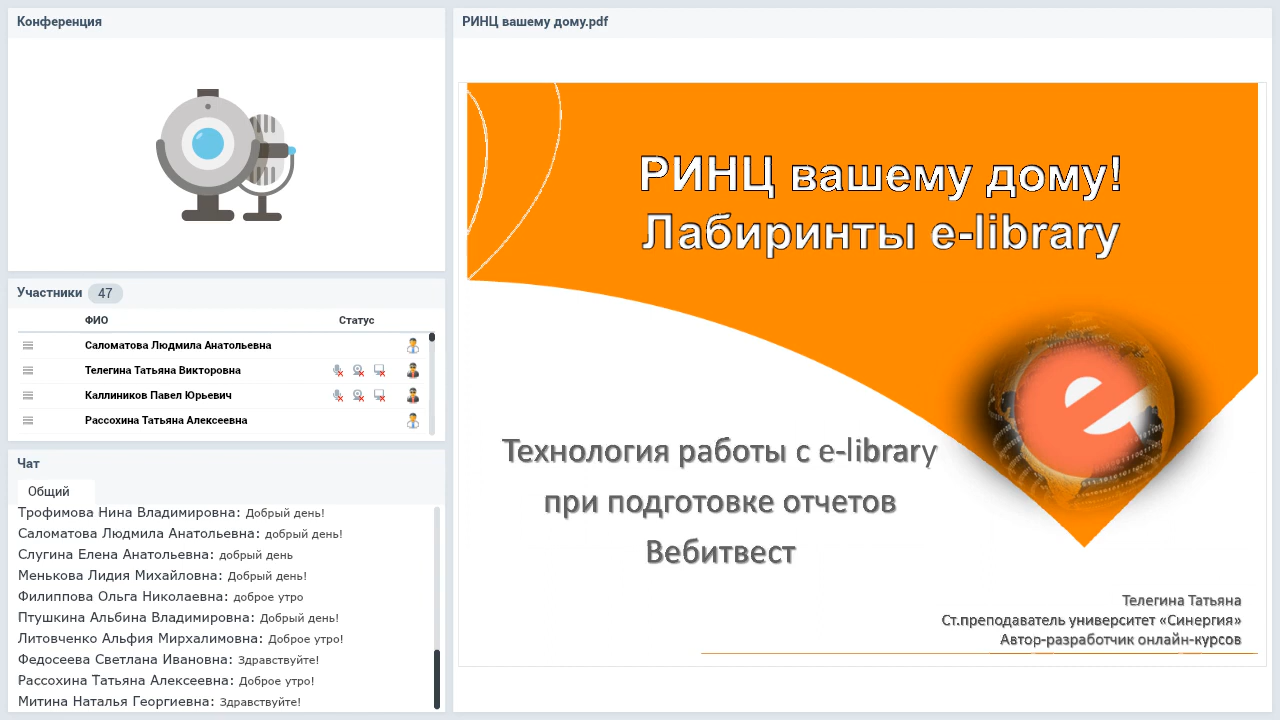 Конференция
Участники 47
ФИО Статус
Саломатова Людмила Анатольевна
Телегина Татьяна Викторовна
Каллиников Павел Юрьевич
Рассохина Татьяна Алексеевна
Чат
Общий
Трофимова Нина Владимировна: Добрый день!
Саломатова Людмила Анатольевна: добрый день!
Слугина Елена Анатольевна: добрый день
Менькова Лидия Михайловна: Добрый день!
Филиппова Ольга Николаевна: доброе утро
Птушкина Альбина Владимировна: Добрый день!
Литовченко Альфия Мирхалимовна: Доброе утро!
Федосеева Светлана Ивановна: Здравствуйте!
Рассохина Татьяна Алексеевна: Доброе утро!
Митина Наталья Георгиевна: Здравствуйте!
РИНЦ вашему дому.pdf
РИНЦ вашему дому!
Лабиринты e-library
Технология работы с e-library
при подготовке отчетов
Вебитвест
Телегина Татьяна
Ст.преподаватель университет «Синергия»
Автор-разработчик онлайн-курсов